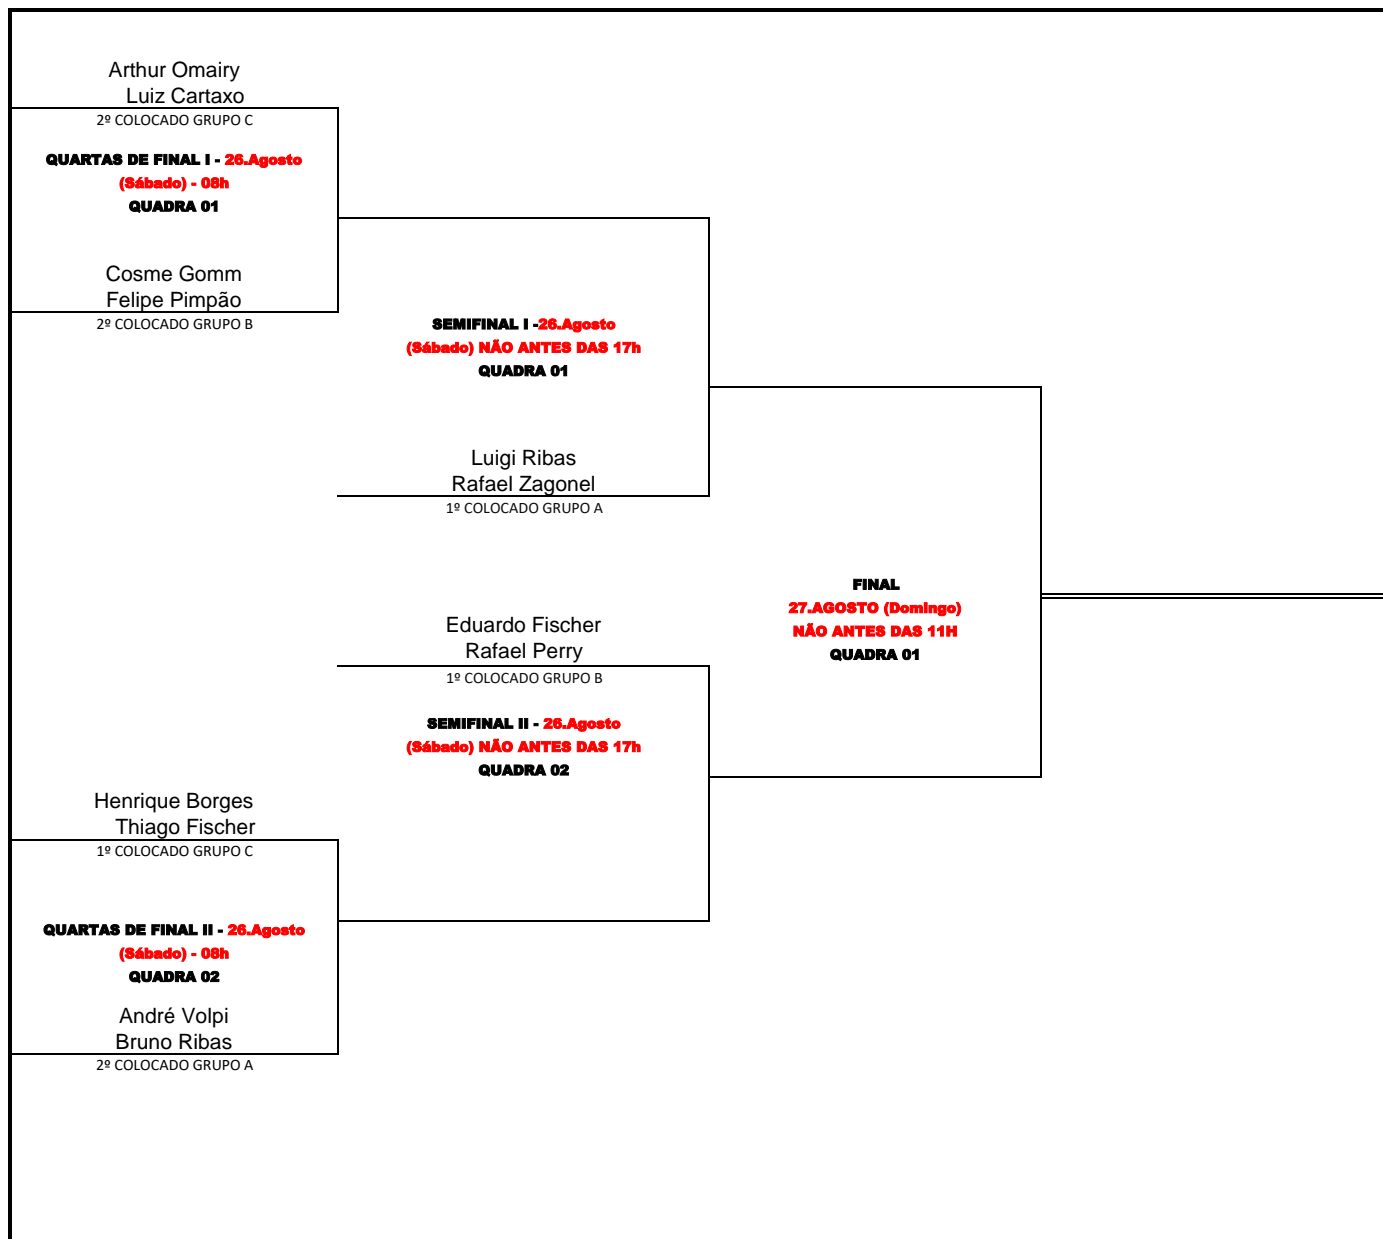 Arthur Omairy
Luiz Cartaxo
2º COLOCADO GRUPO C
QUARTAS DE FINAL I - 26.Agosto
(Sábado) - 08h
QUADRA 01
Cosme Gomm
Felipe Pimpão
2º COLOCADO GRUPO B
SEMIFINAL I -26.Agosto
(Sábado) NÃO ANTES DAS 17h
QUADRA 01
Luigi Ribas
Rafael Zagonel
1º COLOCADO GRUPO A
FINAL
27.AGOSTO (Domingo)
NÃO ANTES DAS 11H
QUADRA 01
Eduardo Fischer
Rafael Perry
1º COLOCADO GRUPO B
SEMIFINAL II - 26.Agosto
(Sábado) NÃO ANTES DAS 17h
QUADRA 02
Henrique Borges
Thiago Fischer
1º COLOCADO GRUPO C
QUARTAS DE FINAL II - 26.Agosto
(Sábado) - 08h
QUADRA 02
André Volpi
Bruno Ribas
2º COLOCADO GRUPO A